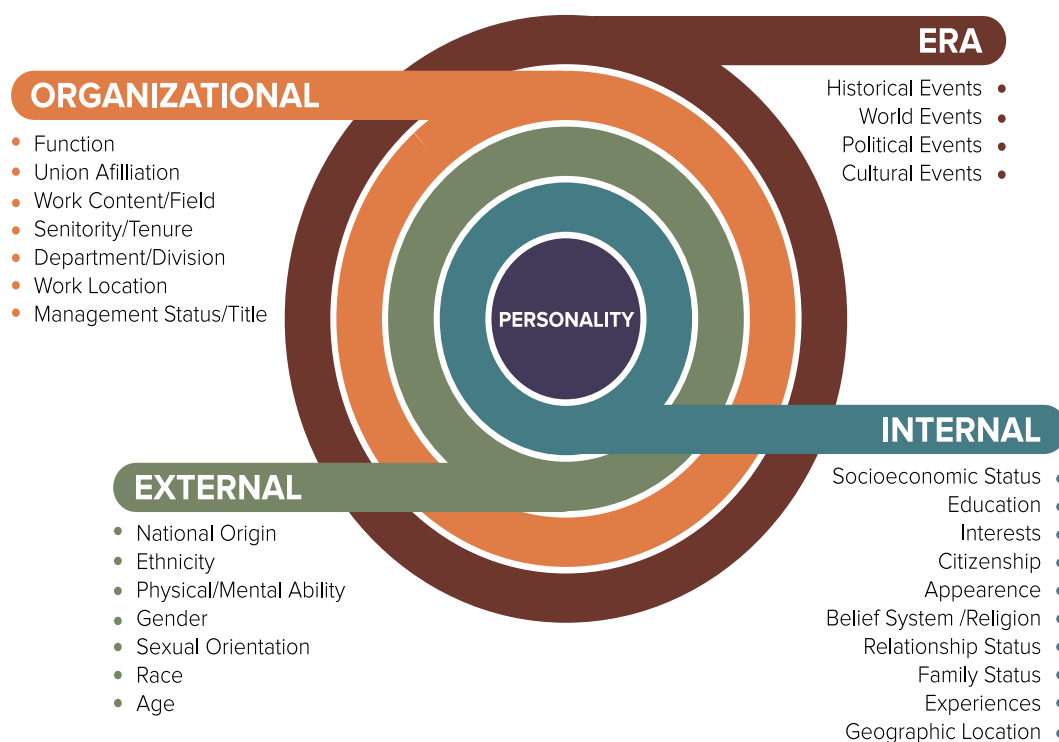 ERA
Historical Events
World Events
Political Events
Cultural Events
ORGANIZATIONAL
Function
Union Afilliation
Work Content/Field
Senitority/Tenure
Department/Division
Work Location
Management Status/Title
PERSONALITY
INTERNAL
Socioeconomic Status
Education
Interests
Citizenship
Appearence
Belief System /Religion
Relationship Status
Family Status
Experiences
Geographic Location
EXTERNAL
National Origin
Ethnicity
Physical/Mental Ability
Gender
Sexual Orientation
Race
Age